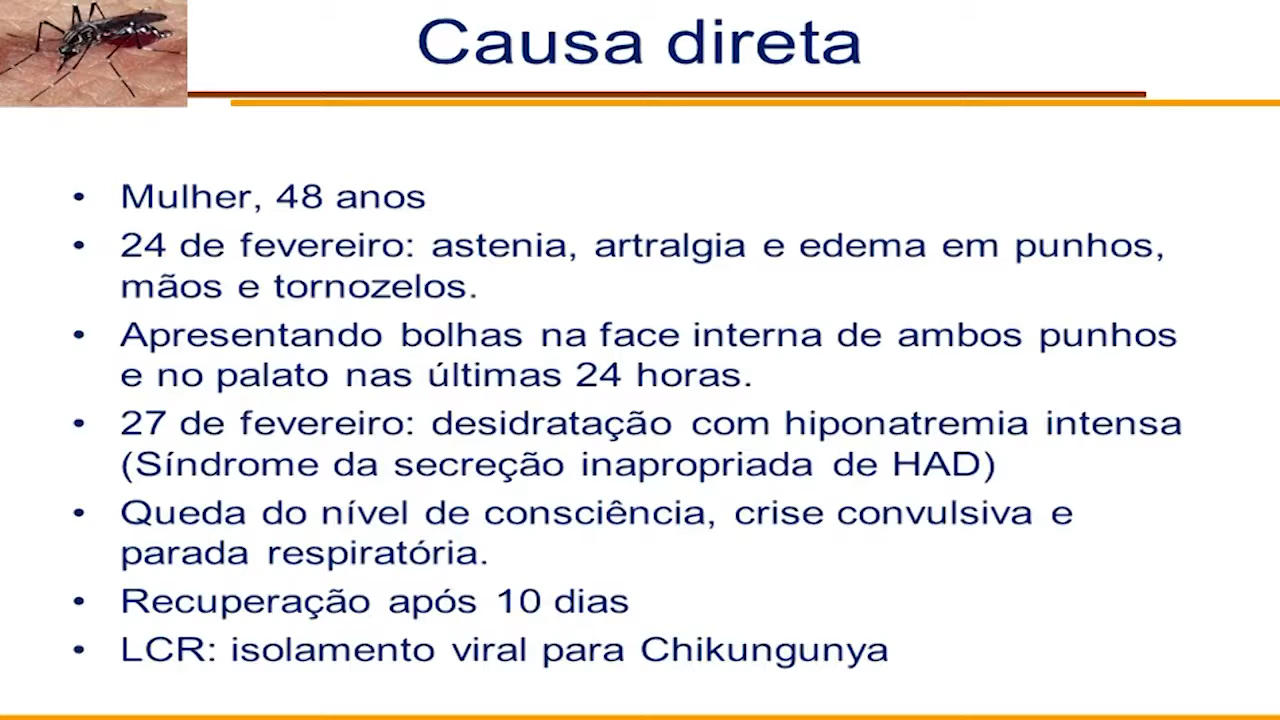 Causa direta
• Mulher, 48 anos
• 24 de fevereiro: astenia, artralgia e edema em punhos,
mãos e tornozelos.
• Apresentando bolhas na face interna de ambos punhos
e no palato nas últimas 24 horas.
• 27 de fevereiro: desidratação com hiponatremia intensa
(Síndrome da secreção inapropriada de HAD)
• Queda do nível de consciência, crise convulsiva e
parada respiratória.
• Recuperação após 10 dias
• LCR: isolamento viral para Chikungunya